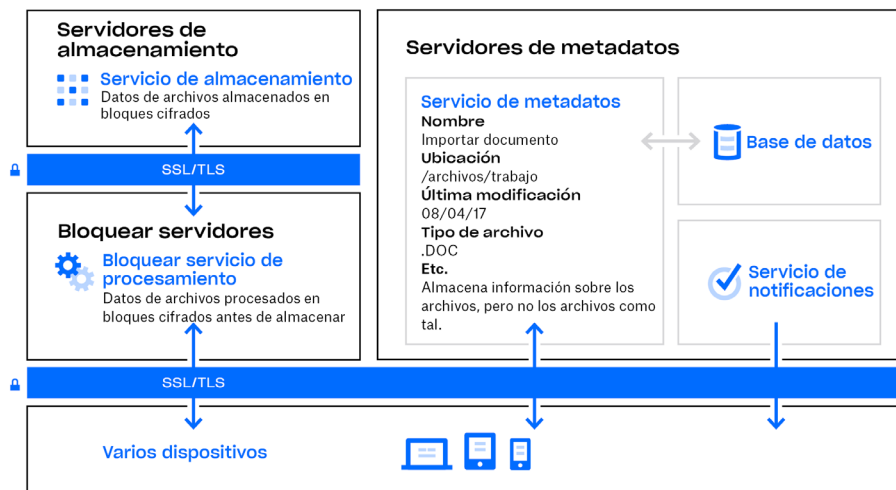 Servidores de
almacenamiento
Servicio de almacenamiento
Datos de archivos almacenados en
bloques cifrados
SSL/TLS
Bloquear servidores
Bloquear servicio de
procesamiento
Datos de archivos procesados en
bloques cifrados antes de almacenar
Servidores de metadatos
Servicio de metadatos
Nombre
Importar documento
Ubicación
/archivos/trabajo
Última modificación
08/04/17
Tipo de archivo
.DOC
Etc.
Almacena información sobre los
archivos, pero no los archivos como
tal.
Base de datos
Servicio de
notificaciones
SSL/TLS
Varios dispositivos